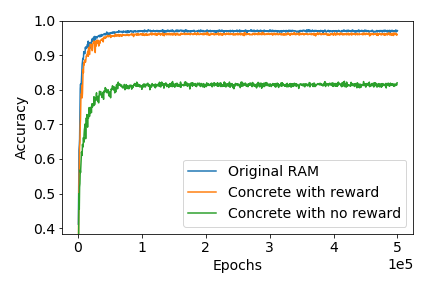 1.0
0.9
0.8
0.7
0.6
0.5
0.4
Accuracy
Original RAM
Concrete with reward
Concrete with no reward
0 1 2 3 4 5
1e5
Epochs